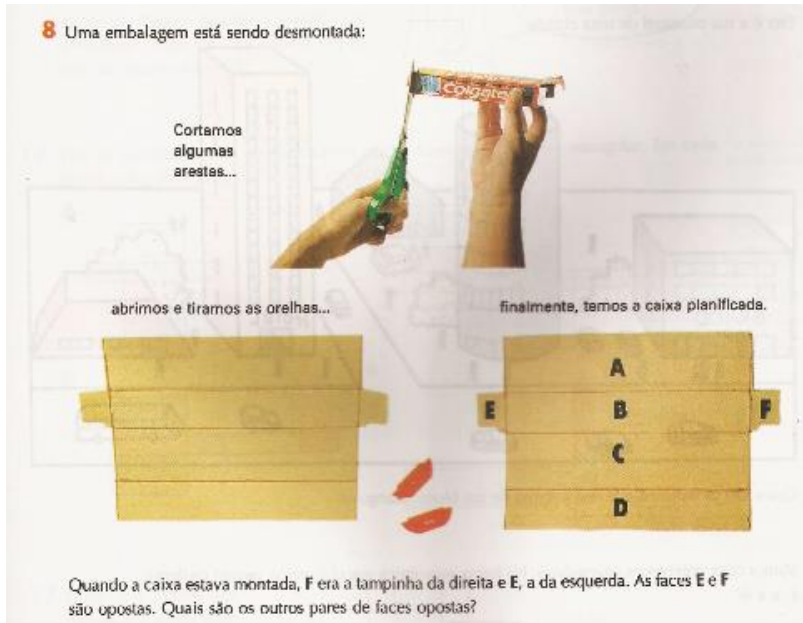 8 Uma embalagem está sendo desmontada:
Cortamos
algumas
arestas...
Colgate
abrimos e tiramos as orelhas...
finalmente, temos a caixa planificada.
A
E B F
C
D
Quando a caixa estava montada, F era a tampinha da direita e E, a da esquerda. As faces E e F
são opostas. Quais são os outros pares de faces opostas?